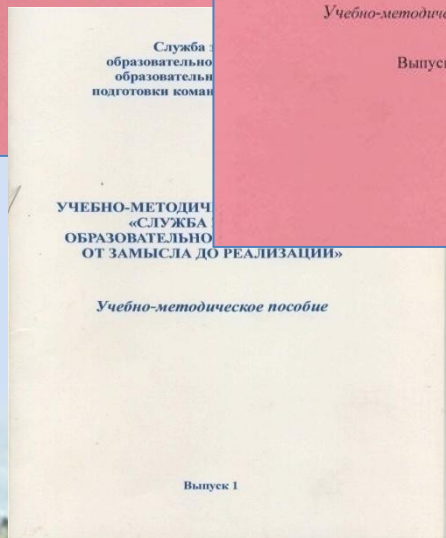 Учебно-методиче
Выпуск
Служба з
образовательно
образовательн
подготовки коман
УЧЕБНО-МЕТОДИЧ
«СЛУЖБА
ОБРАЗОВАТЕЛЬНО
ОТ ЗАМЫСЛА ДО РЕАЛИЗАЦИИ»
Учебно-методическое пособие
Выпуск 1